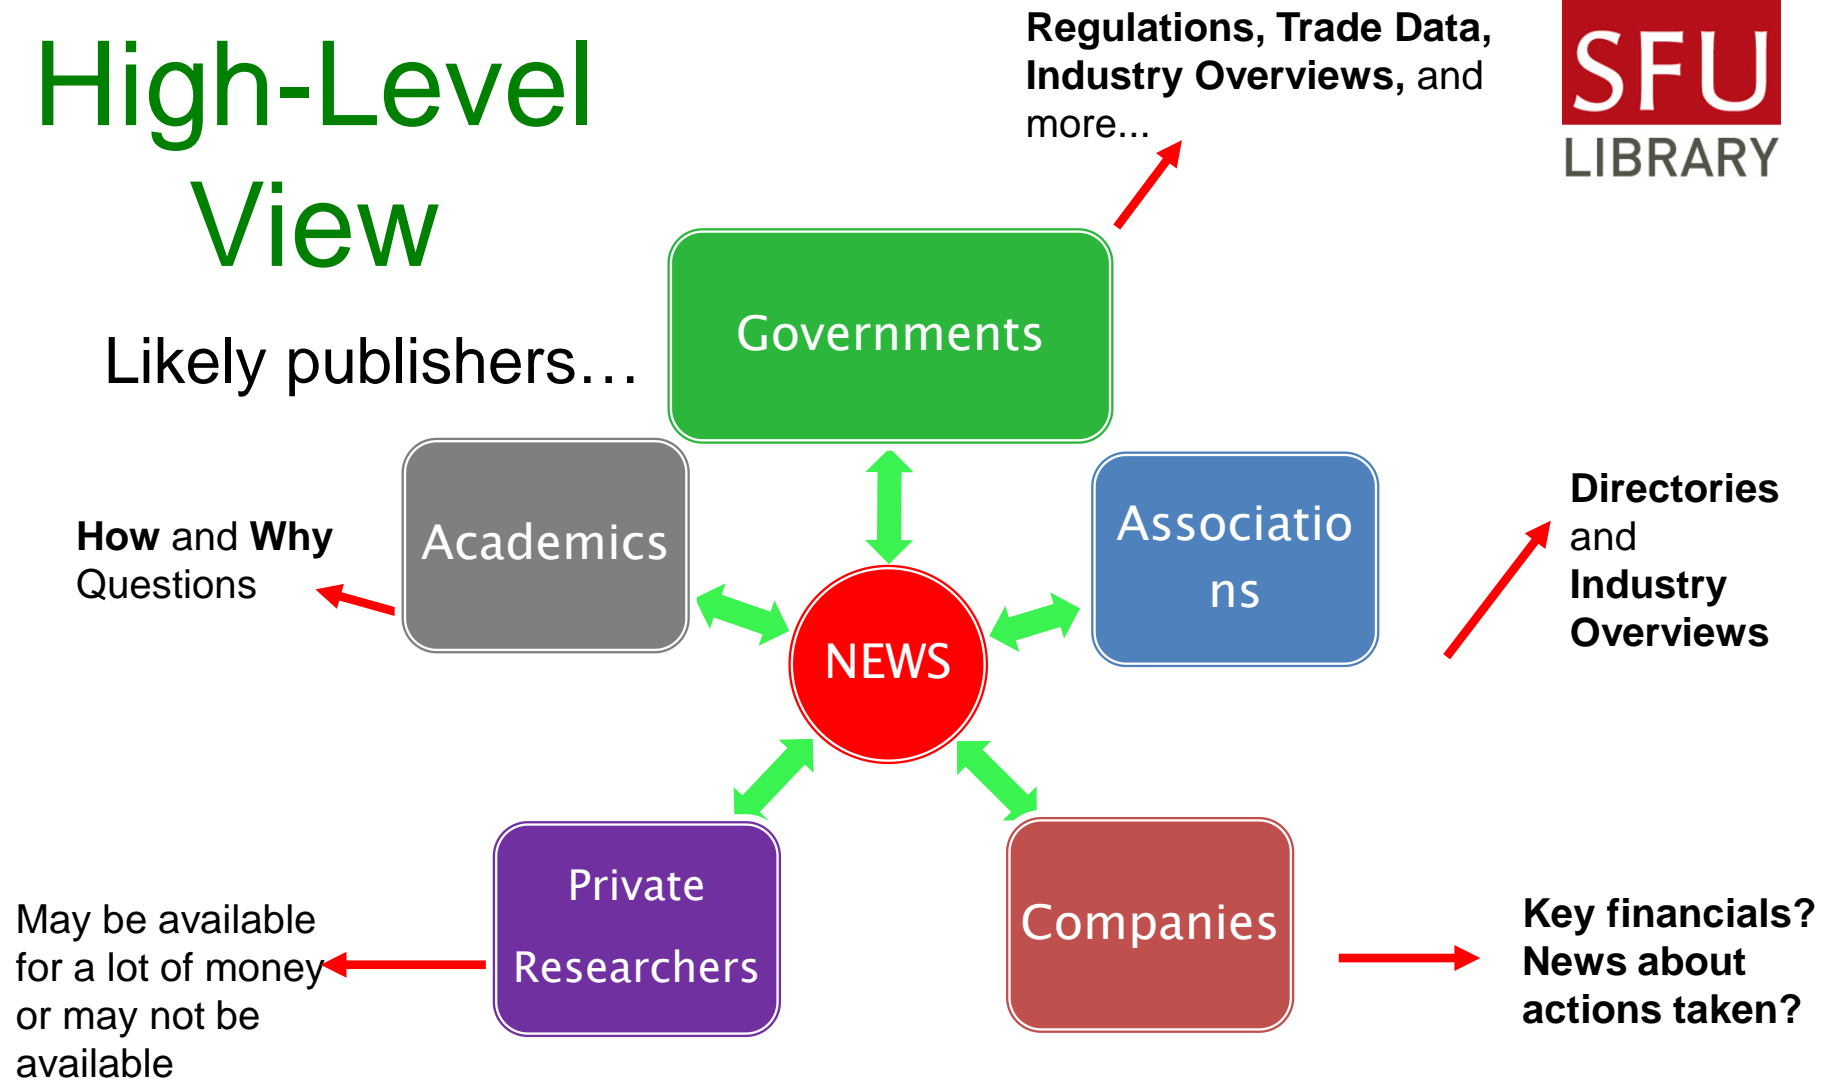 High-Level
View
Likely publishers…
Regulations, Trade Data,
Industry Overviews, and
more...
SFU
LIBRARY
Governments
Academics
How and Why
Questions
Associatio
ns
Directories
and
Industry
Overviews
NEWS
Private
Researchers
May be available
for a lot of money
or may not be
available
Companies
Key financials?
News about
actions taken?